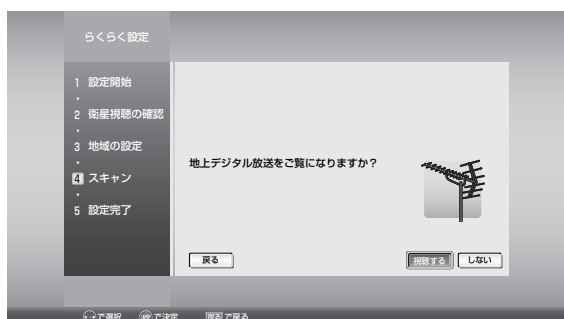 らくらく設定
1 設定開始
2 衛星視聴の確認
3 地域の設定
4 スキャン
5 設定完了
地上デジタル放送をご覧になりますか？
戻る
視聴する
しない
で選択 で決定 戻る で戻る